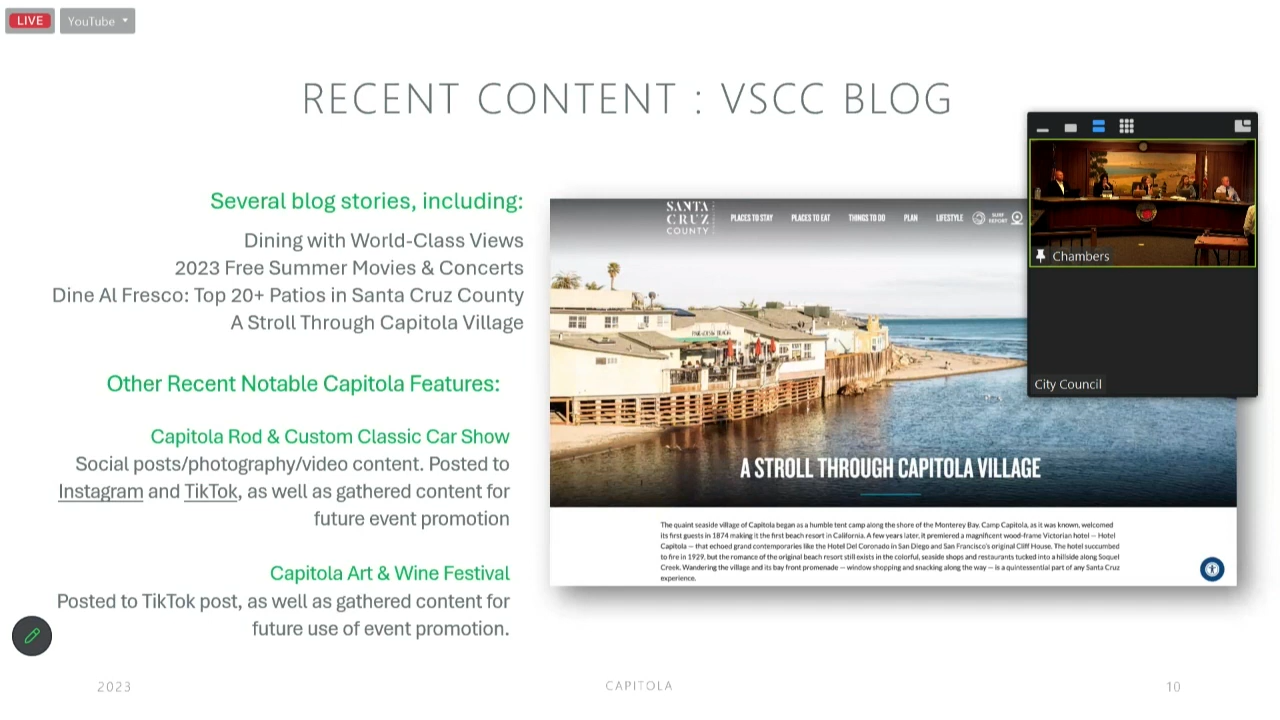 LIVE
YouTube
RECENT CONTENT : VSCC BLOG
Several blog stories, including:
Dining with World-Class Views
2023 Free Summer Movies & Concerts
Dine Al Fresco: Top 20+ Patios in Santa Cruz County
A Stroll Through Capitola Village
Other Recent Notable Capitola Features:
Capitola Rod & Custom Classic Car Show
Social posts/photography/video content. Posted to
Instagram and TikTok, as well as gathered content for
future event promotion
Capitola Art & Wine Festival
Posted to TikTok post, as well as gathered content for
future use of event promotion.
SANTA
CRUZ
COUNTY
PLACES TO STAY
PLACES TO EAT
THINGS TO DO
PLAN
LIFESTYLE
SURF
REPORT
A STROLL THROUGH CAPITOLA VILLAGE
The quaint seaside village of Capitola began as a humble tent camp along the shore of the Monterey Bay. Camp Capitola, as it was known, welcomed
its first guests in 1874 making it the first beach resort in California. A few years later, it premiered a magnificent wood-frame Victorian hotel — Hotel
Capitola — that echoed grand contemporaries like the Hotel Del Coronado in San Diego and San Francisco's original Cliff House. The hotel succumbed
to fire in 1929, but the romance of the original beach resort still exists in the colorful, seaside shops and restaurants tucked into a hillside along Soquel
Creek. Wandering the village and its bay front promenade — window shopping and snacking along the way — is a quintessential part of any Santa Cruz
experience.
Chambers
City Council
2023
CAPITOLA
10